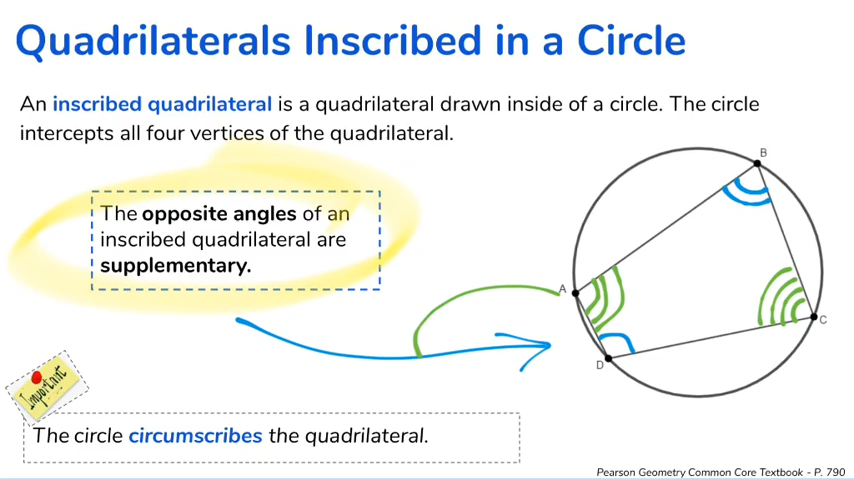 Quadrilaterals Inscribed in a Circle
An inscribed quadrilateral is a quadrilateral drawn inside of a circle. The circle
intercepts all four vertices of the quadrilateral.
The opposite angles of an
inscribed quadrilateral are
supplementary.
B
A
C
D
Important
The circle circumscribes the quadrilateral.
Pearson Geometry Common Core Textbook - P. 790